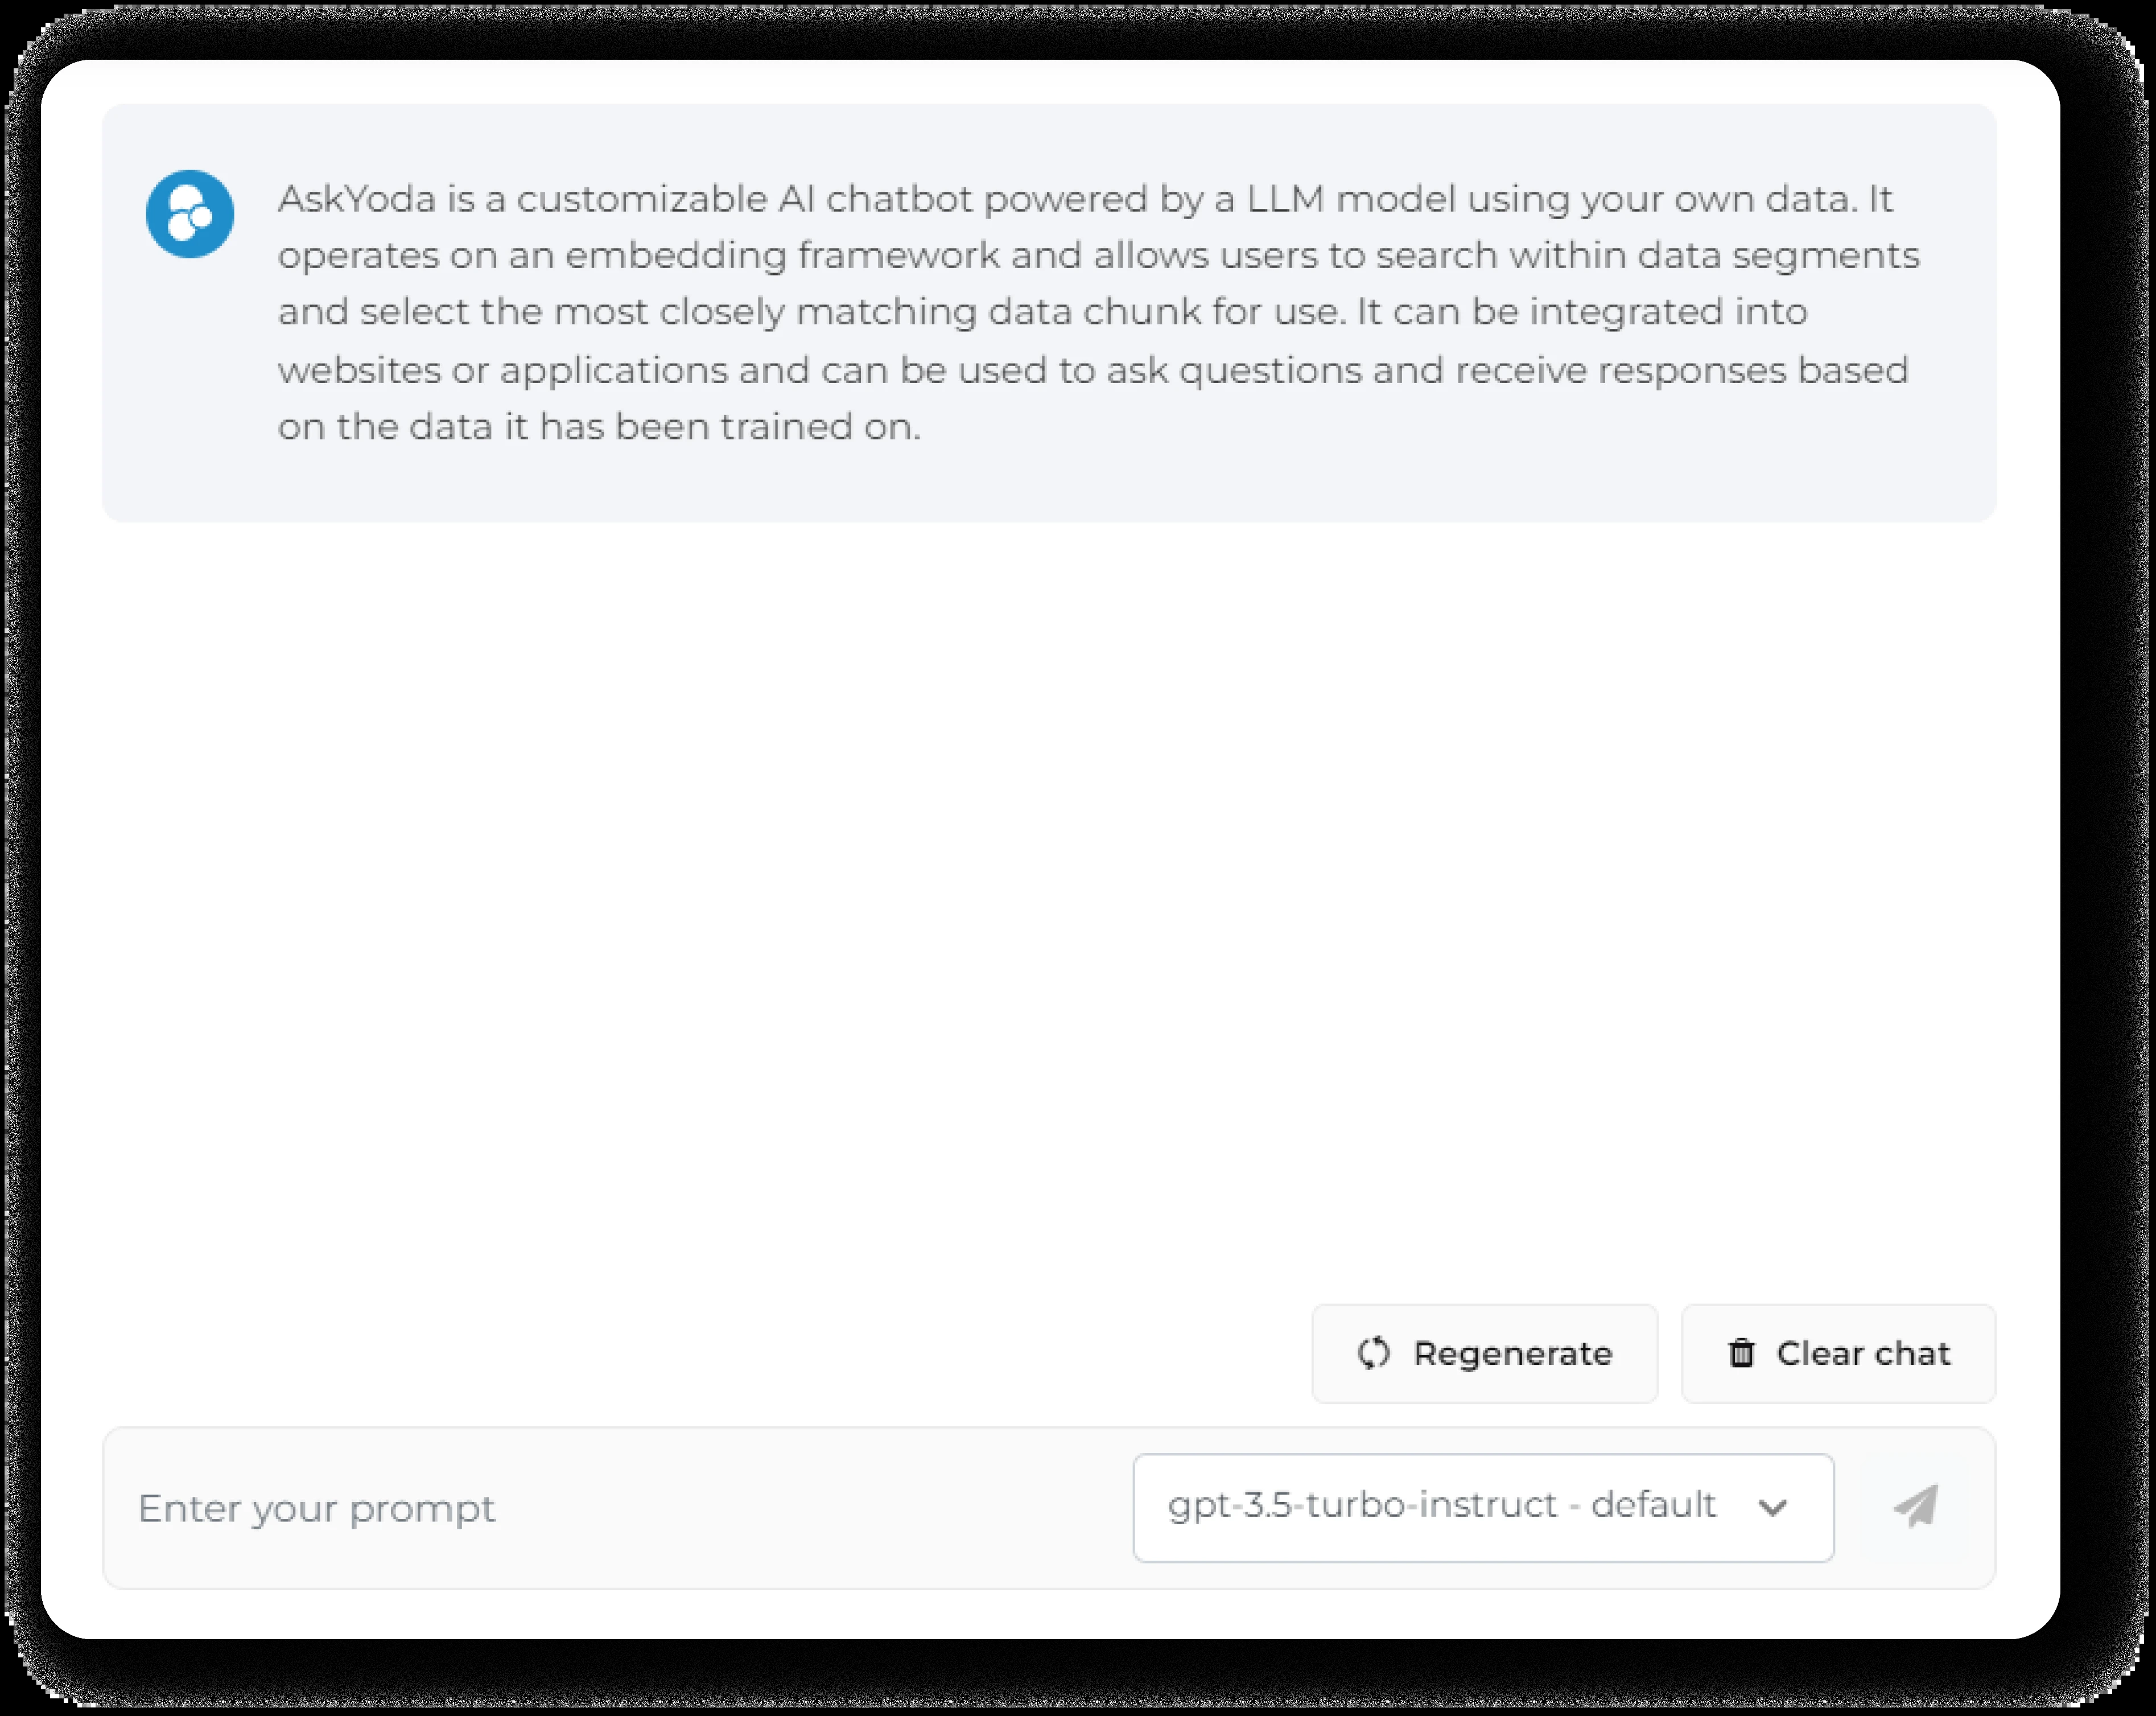 AskYoda is a customizable AI chatbot powered by a LLM model using your own data. It
operates on an embedding framework and allows users to search within data segments
and select the most closely matching data chunk for use. It can be integrated into
websites or applications and can be used to ask questions and receive responses based
on the data it has been trained on.
Regenerate
Clear chat
Enter your prompt
gpt-3.5-turbo-instruct - default